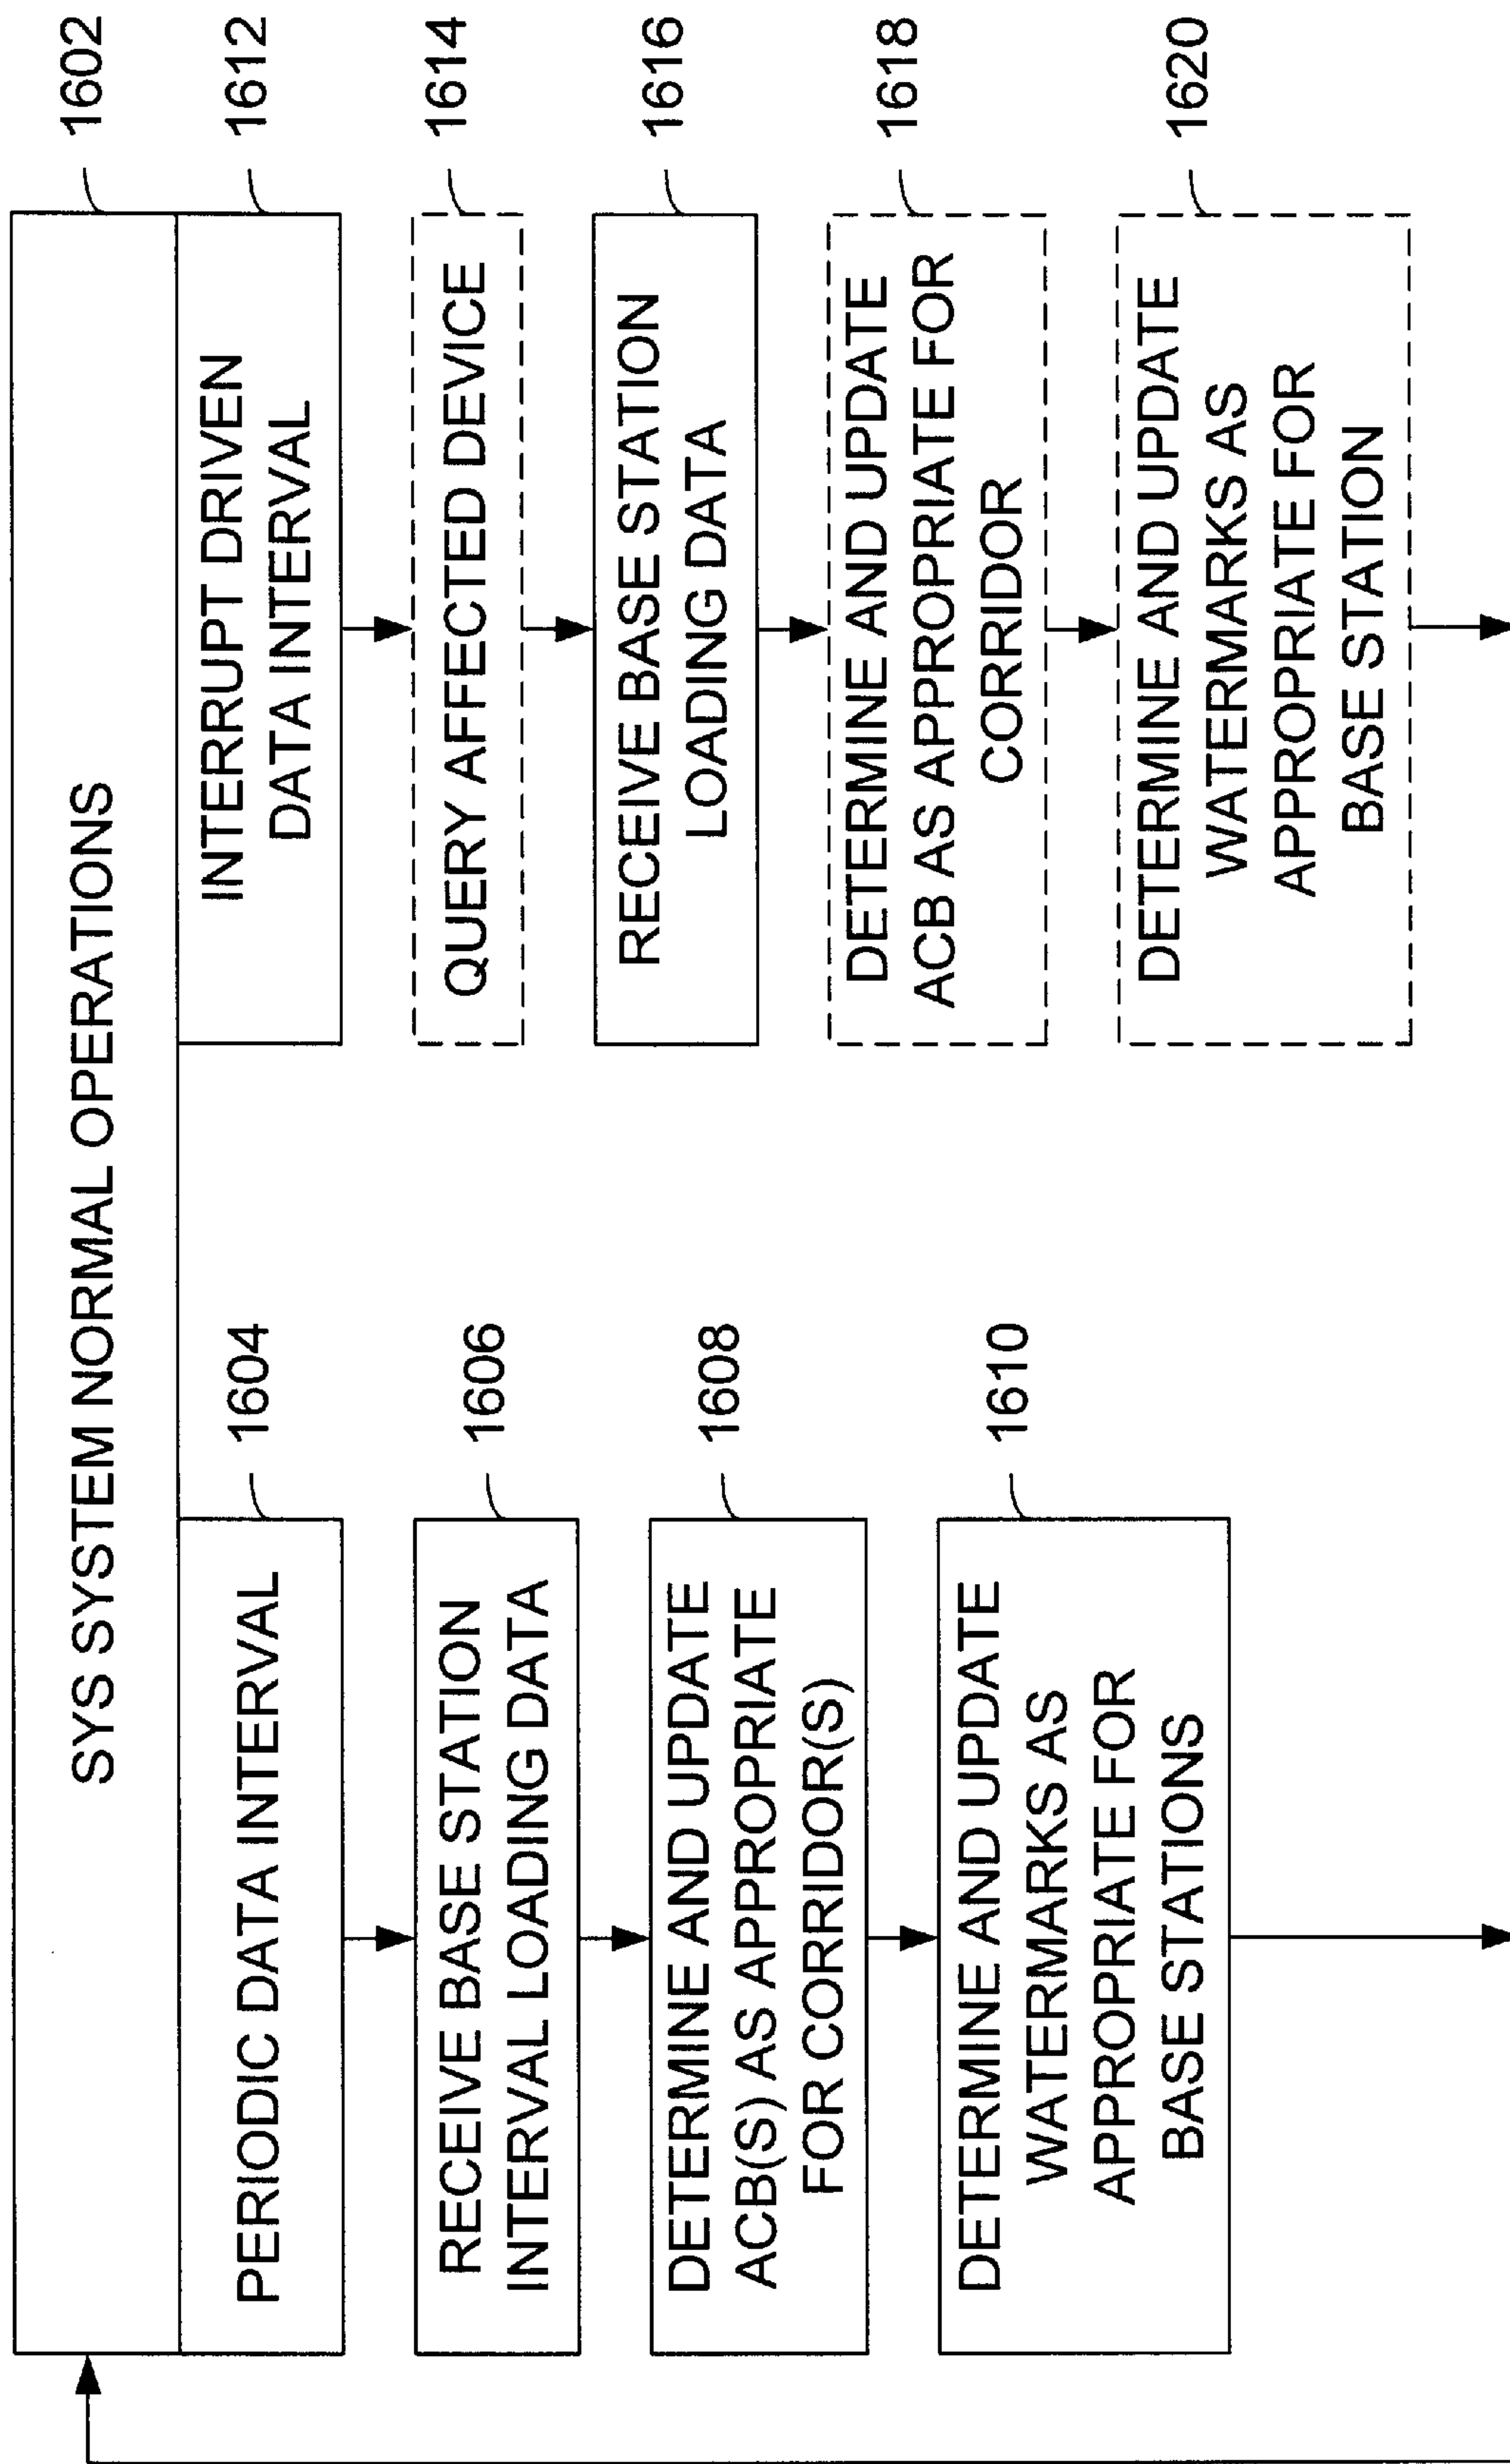 SYS SYSTEM NORMAL OPERATIONS
1602
PERIODIC DATA INTERVAL
1604
RECEIVE BASE STATION
INTERVAL LOADING DATA
1606
DETERMINE AND UPDATE
ACB(S) AS APPROPRIATE
FOR CORRIDOR(S)
1608
DETERMINE AND UPDATE
WATERMARKS AS
APPROPRIATE FOR
BASE STATIONS
1610
INTERRUPT DRIVEN
DATA INTERVAL
1612
QUERY AFFECTED DEVICE
1614
RECEIVE BASE STATION
LOADING DATA
1616
DETERMINE AND UPDATE
ACB AS APPROPRIATE FOR
CORRIDOR
1618
DETERMINE AND UPDATE
WATERMARKS AS
APPROPRIATE FOR
BASE STATION
1620